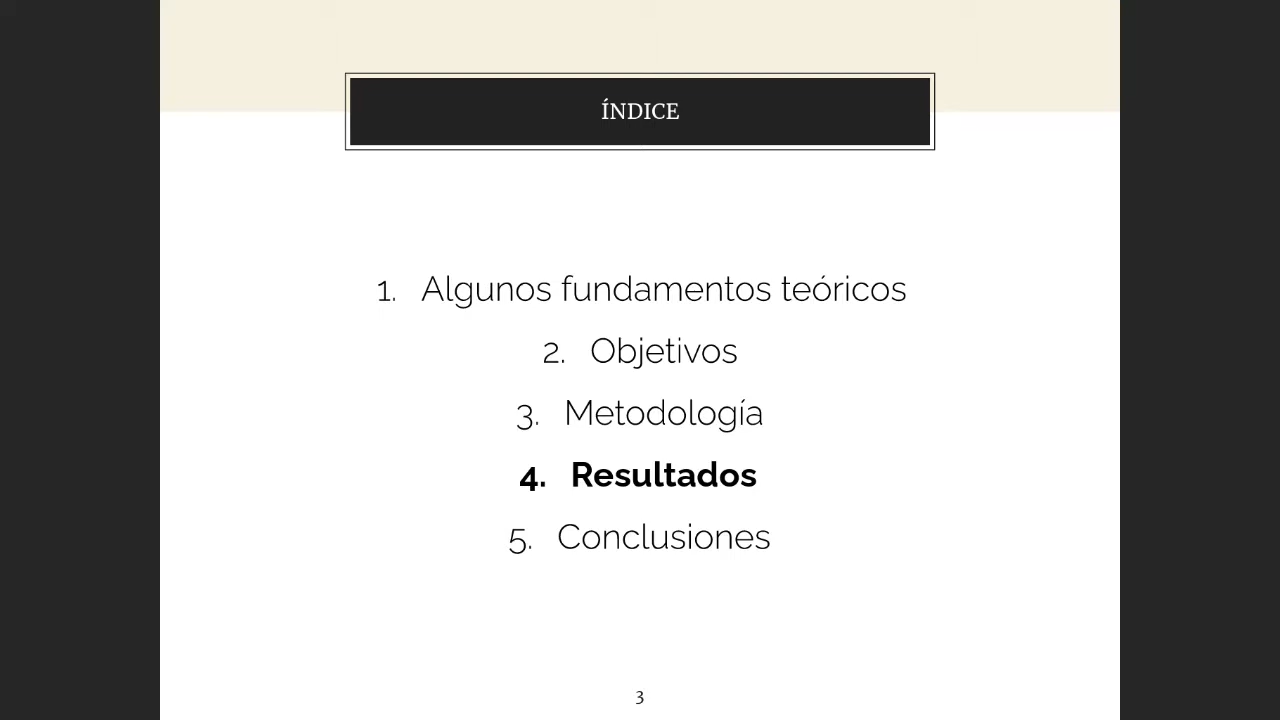 ÍNDICE
1. Algunos fundamentos teóricos
2. Objetivos
3. Metodología
4. Resultados
5. Conclusiones
3